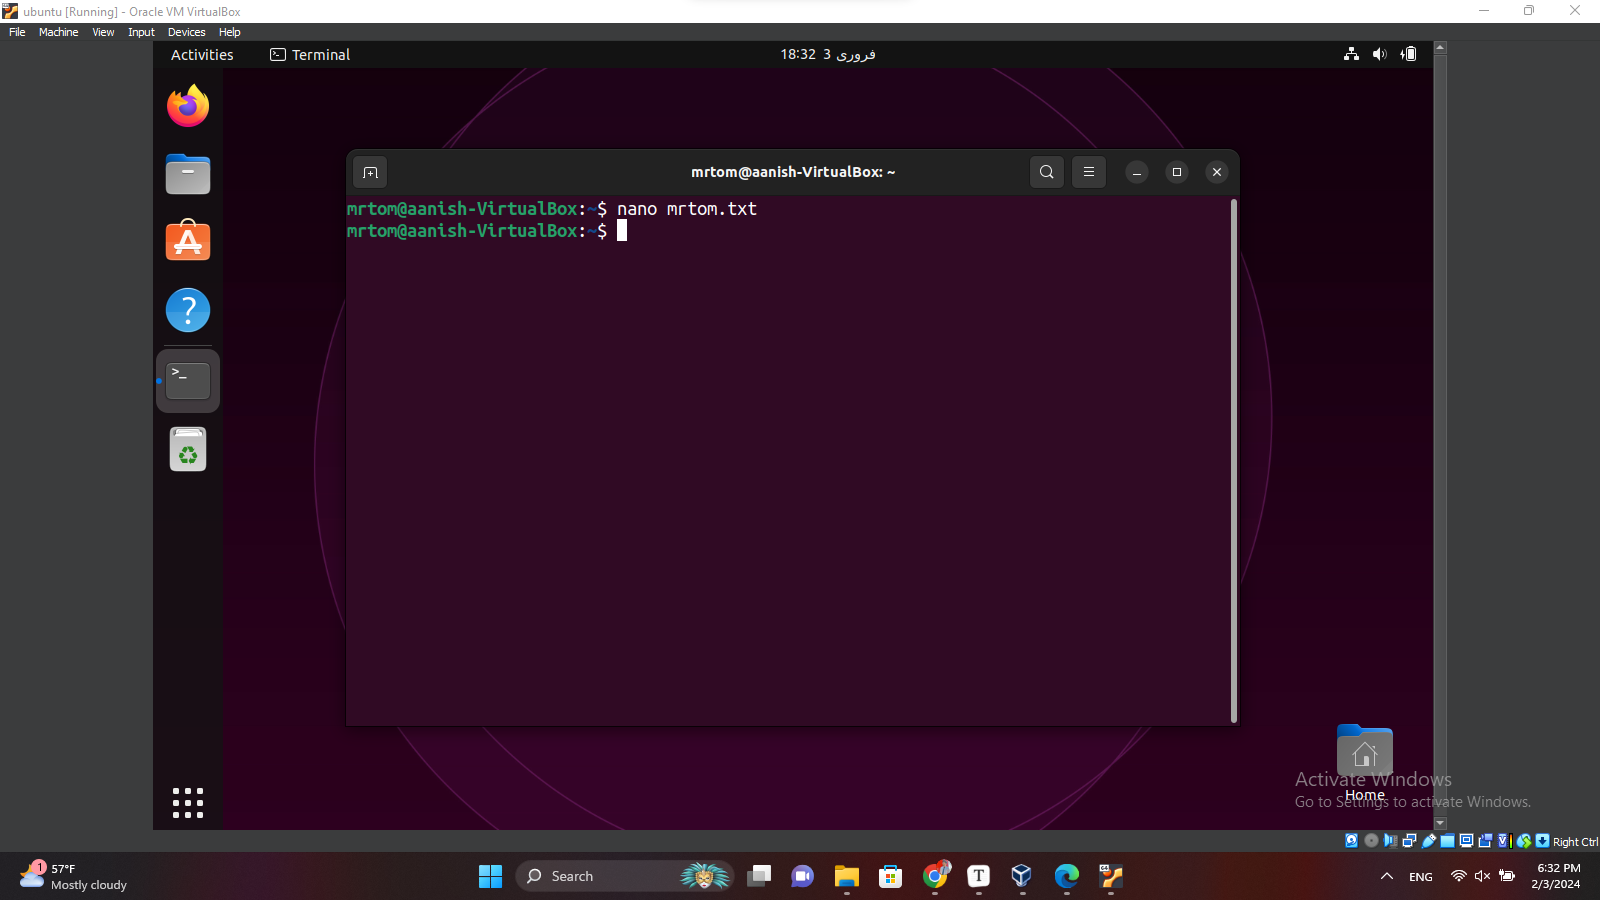 ubuntu [Running] - Oracle VM VirtualBox
File Machine View Input Devices Help
Activities Terminal 18:32 3 فروری
mrtom@aanish-VirtualBox: ~
mrtom@aanish-VirtualBox:~$ nano mrtom.txt
mrtom@aanish-VirtualBox:~$
>_
?
Activate Windows
Home
Go to Settings to activate Windows.
Right Ctrl
1
57°F
Mostly cloudy
Search
T
ENG
6:32 PM
2/3/2024